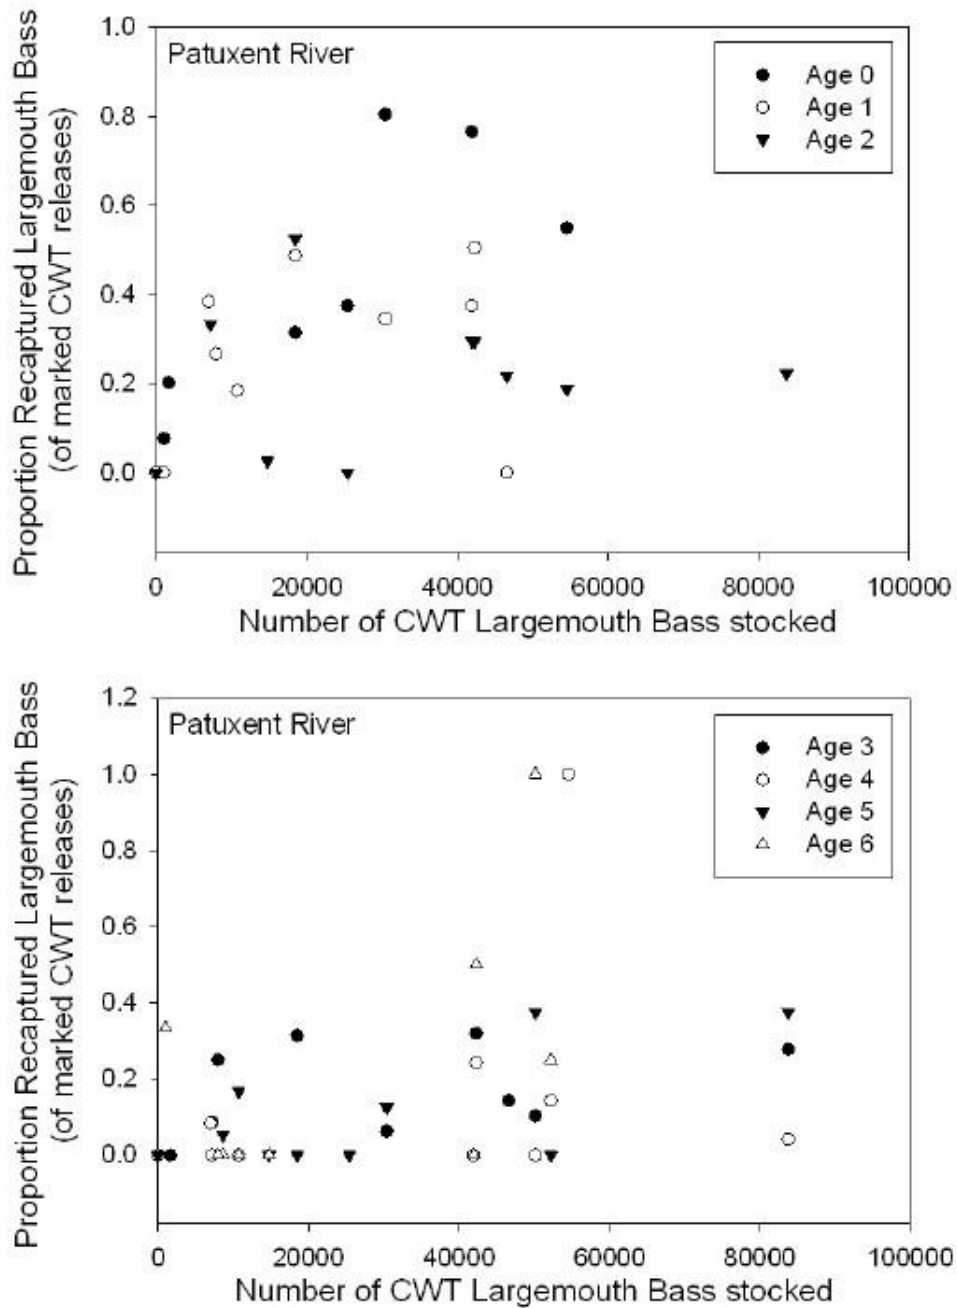 Patuxent River
Age 0
Age 1
Age 2
1.0
0.8
0.6
0.4
0.2
0.0
Proportion Recaptured Largemouth Bass
(of marked CWT releases)
0 20000 40000 60000 80000 100000
Number of CWT Largemouth Bass stocked
Patuxent River
Age 3
Age 4
Age 5
Age 6
1.2
1.0
0.8
0.6
0.4
0.2
0.0
Proportion Recaptured Largemouth Bass
(of marked CWT releases)
0 20000 40000 60000 80000 100000
Number of CWT Largemouth Bass stocked